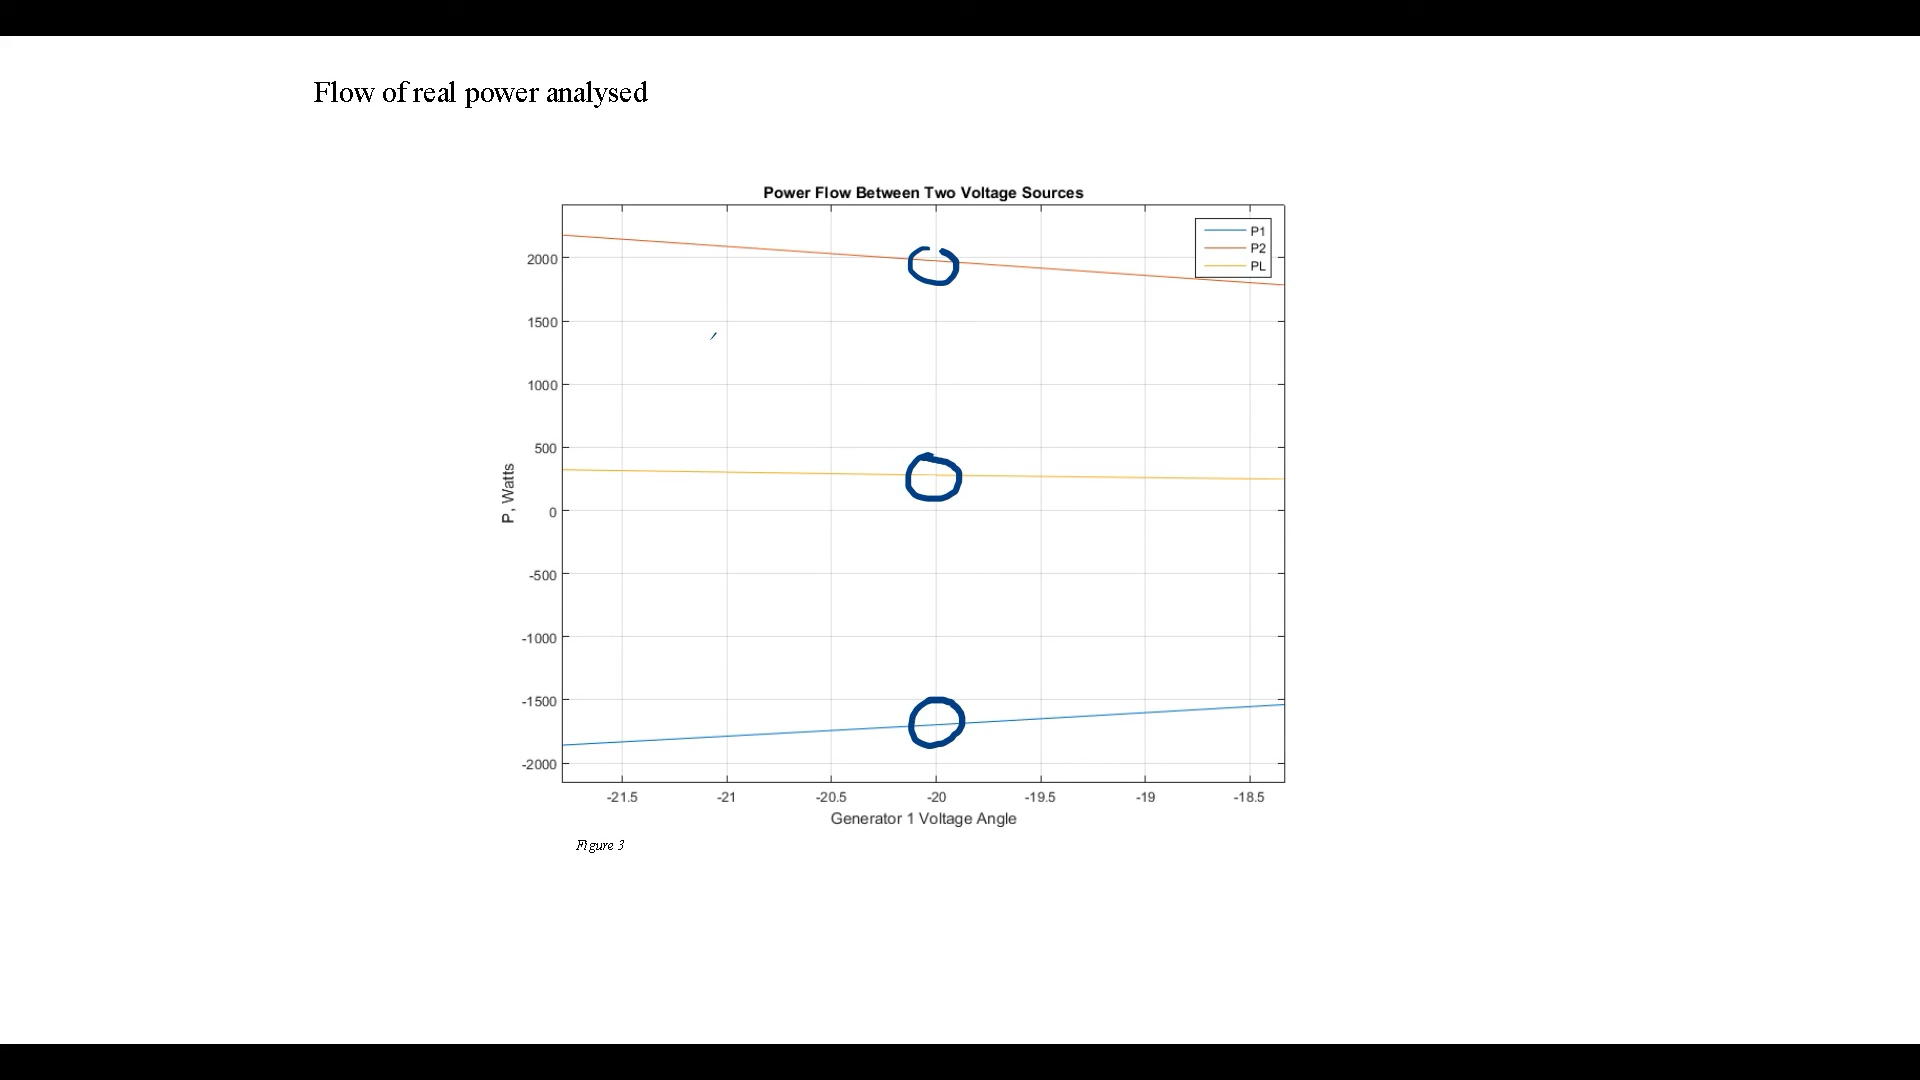 Flow of real power analysed
Power Flow Between Two Voltage Sources
P1
P2
PL
2000
1500
1000
500
0
-500
-1000
-1500
-2000
P, Watts
-21.5 -21 -20.5 -20 -19.5 -19 -18.5
Generator 1 Voltage Angle
Figure 3